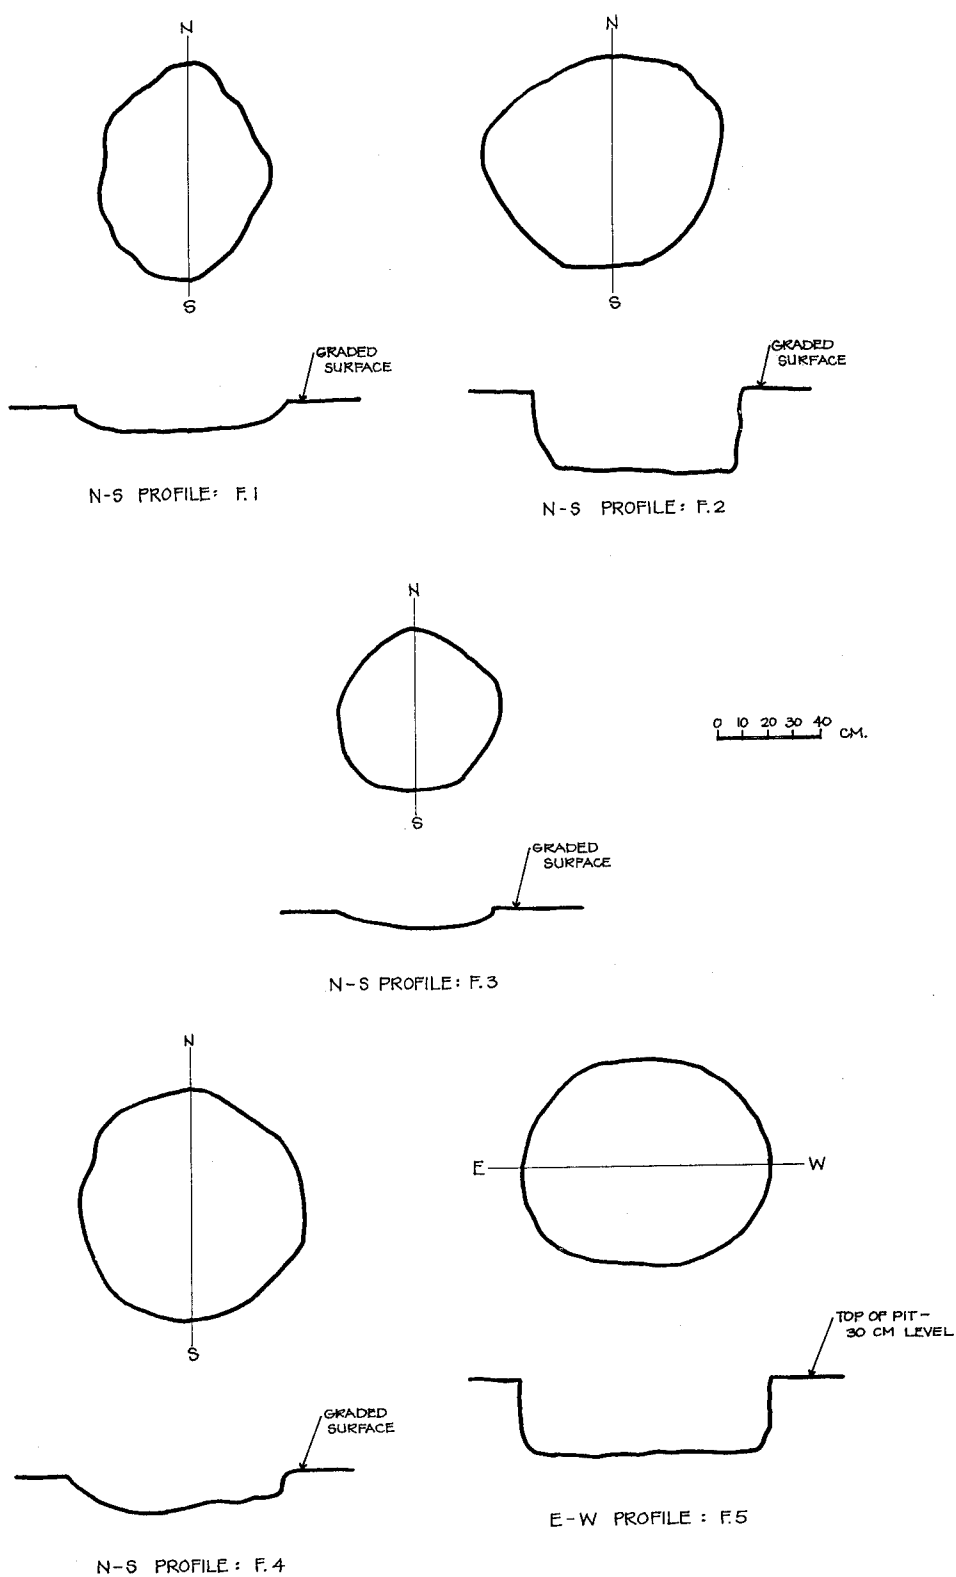 N
S
GRADED
SURFACE
N-S PROFILE: F.1
N
S
GRADED
SURFACE
N-S PROFILE: F.2
N
S
0 10 20 30 40 CM.
GRADED
SURFACE
N-S PROFILE: F.3
N
S
GRADED
SURFACE
N-S PROFILE: F.4
E W
TOP OF PIT-
30 CM LEVEL
E-W PROFILE: F.5